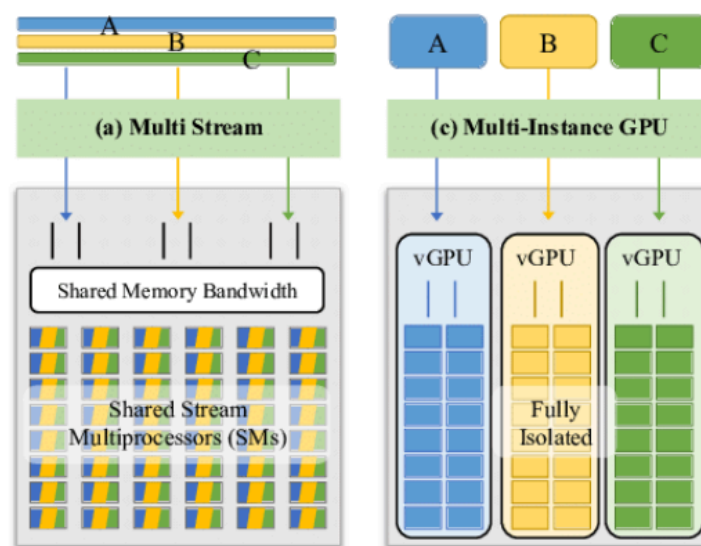 A
B
C
(a) Multi Stream
Shared Memory Bandwidth
Shared Stream
Multiprocessors (SMs)
A
B
C
(c) Multi-Instance GPU
vGPU
vGPU
vGPU
Fully
Isolated